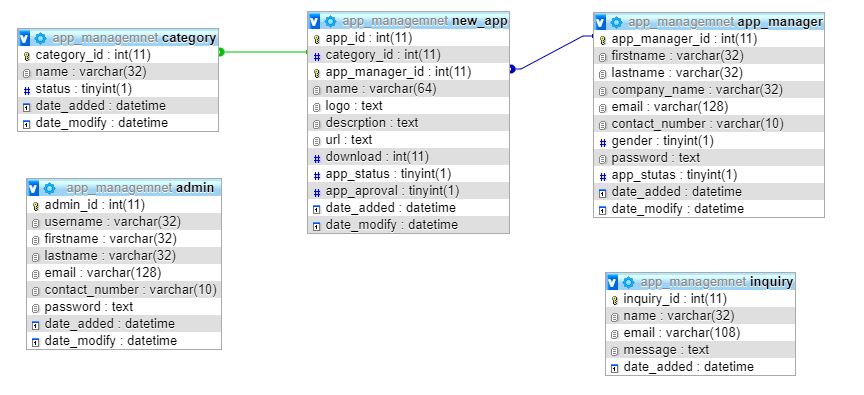 app_managemnet category
category_id : int(11)
name : varchar(32)
status : tinyint(1)
date_added : datetime
date_modify : datetime
app_managemnet new_app
app_id : int(11)
category_id : int(11)
app_manager_id : int(11)
name : varchar(64)
logo : text
descrption : text
url : text
download : int(11)
app_status : tinyint(1)
app_aproval : tinyint(1)
date_added : datetime
date_modify : datetime
app_managemnet app_manager
app_manager_id : int(11)
firstname : varchar(32)
lastname : varchar(32)
company_name : varchar(32)
email : varchar(128)
contact_number : varchar(10)
gender : tinyint(1)
password : text
app_stutas : tinyint(1)
date_added : datetime
date_modify : datetime
app_managemnet admin
admin_id : int(11)
username : varchar(32)
firstname : varchar(32)
lastname : varchar(32)
email : varchar(128)
contact_number : varchar(10)
password : text
date_added : datetime
date_modify : datetime
app_managemnet inquiry
inquiry_id : int(11)
name : varchar(32)
email : varchar(108)
message : text
date_added : datetime